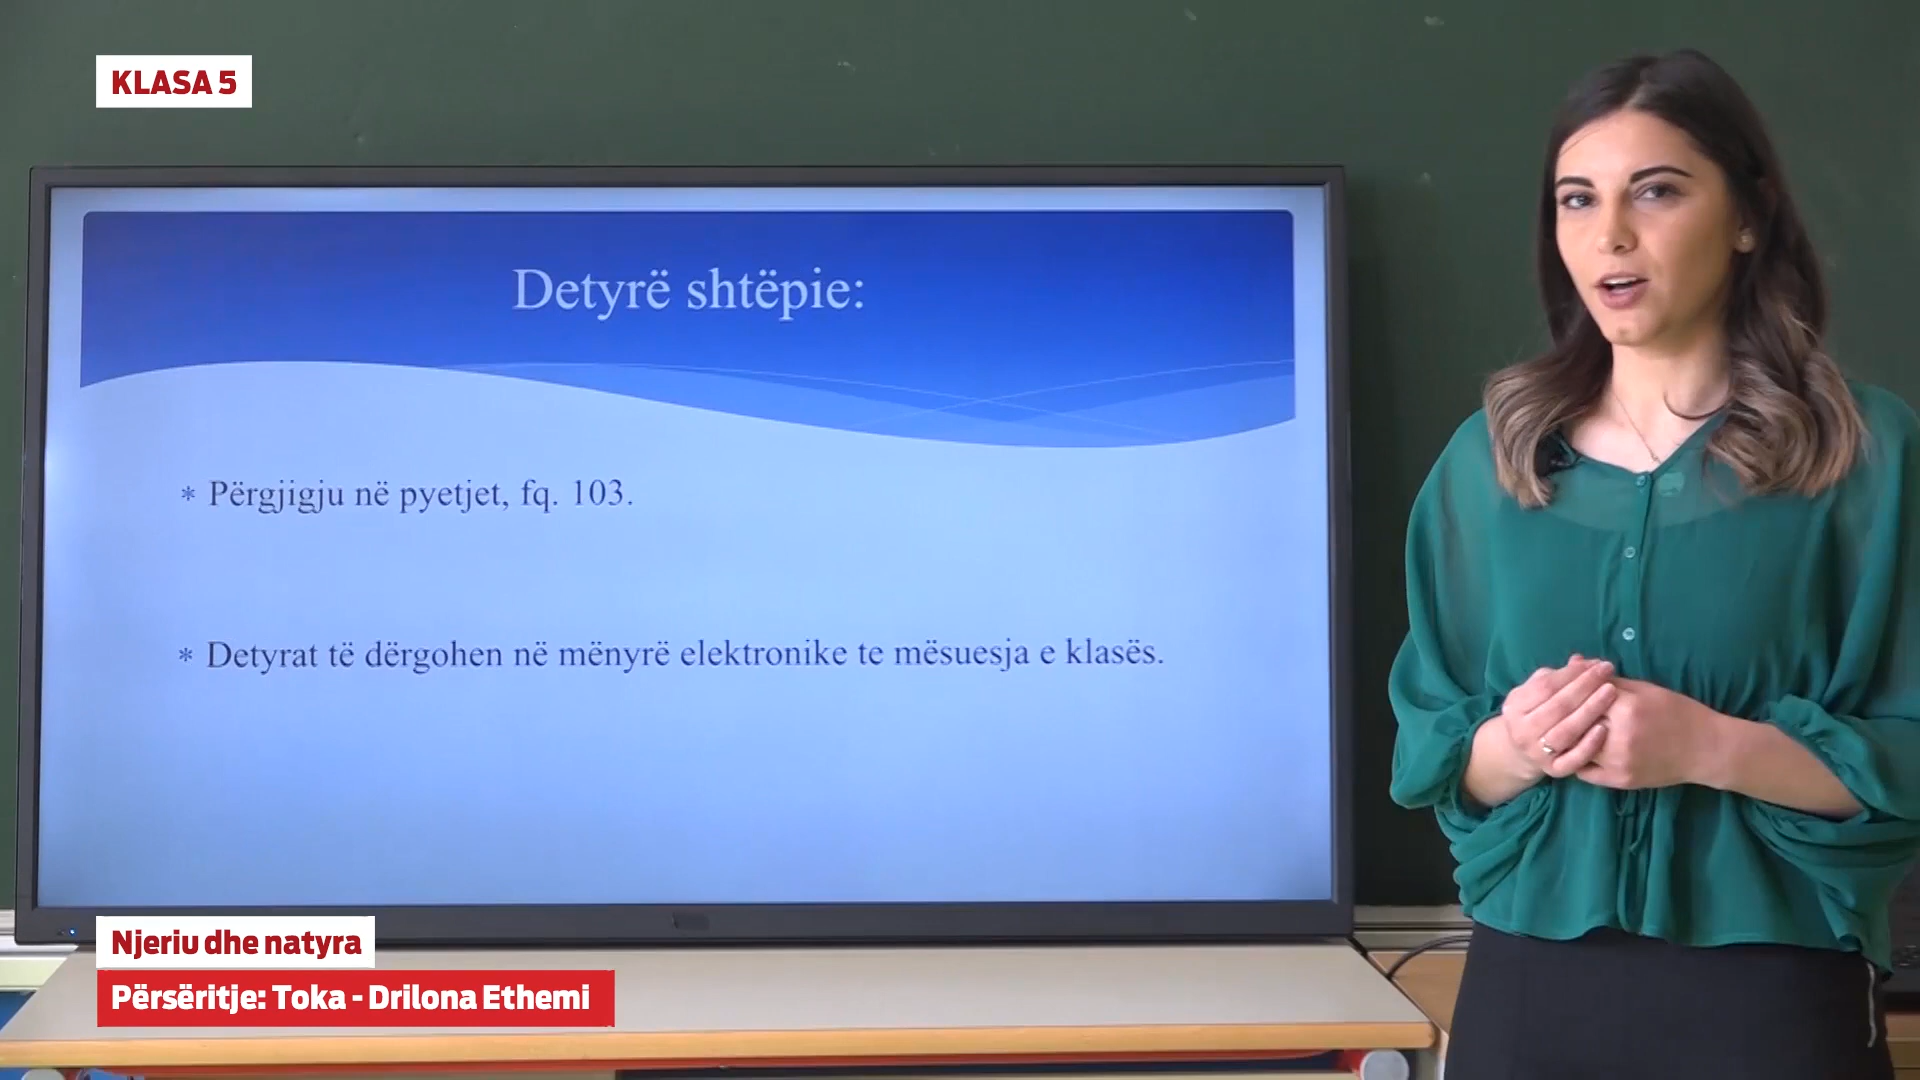 KLASA 5
Detyrë shtëpie:
* Përgjigju në pyetjet, fq. 103.
* Detyrat të dërgohen në mënyrë elektronike te mësuesja e klasës.
Njeriu dhe natyra
Përsëritje: Toka - Drilona Ethemi